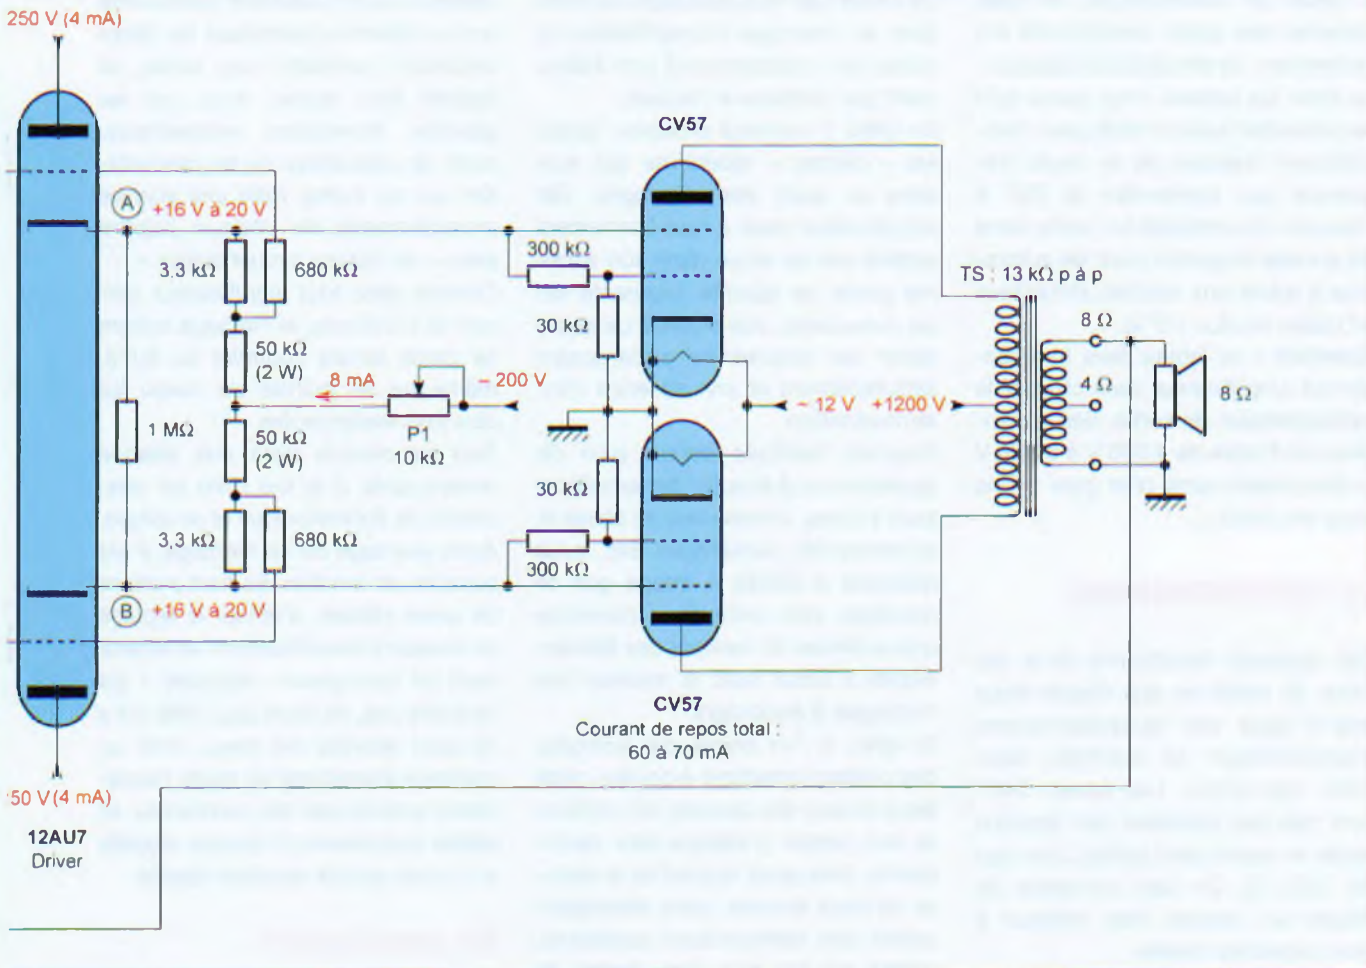 250 V (4 mA)
CV57
A
+16 V à 20 V
3,3 kΩ
680 kΩ
300 kΩ
TS : 13 kΩ p à p
30 kΩ
8 Ω
50 kΩ
(2 W)
8 mA
-200 V
4 Ω
8 Ω
~ 12 V
+1200 V
1 MΩ
P1
10 kΩ
50 kΩ
(2 W)
30 kΩ
3,3 kΩ
680 kΩ
300 kΩ
B
+16 V à 20 V
CV57
Courant de repos total :
60 à 70 mA
50 V (4 mA)
12AU7
Driver